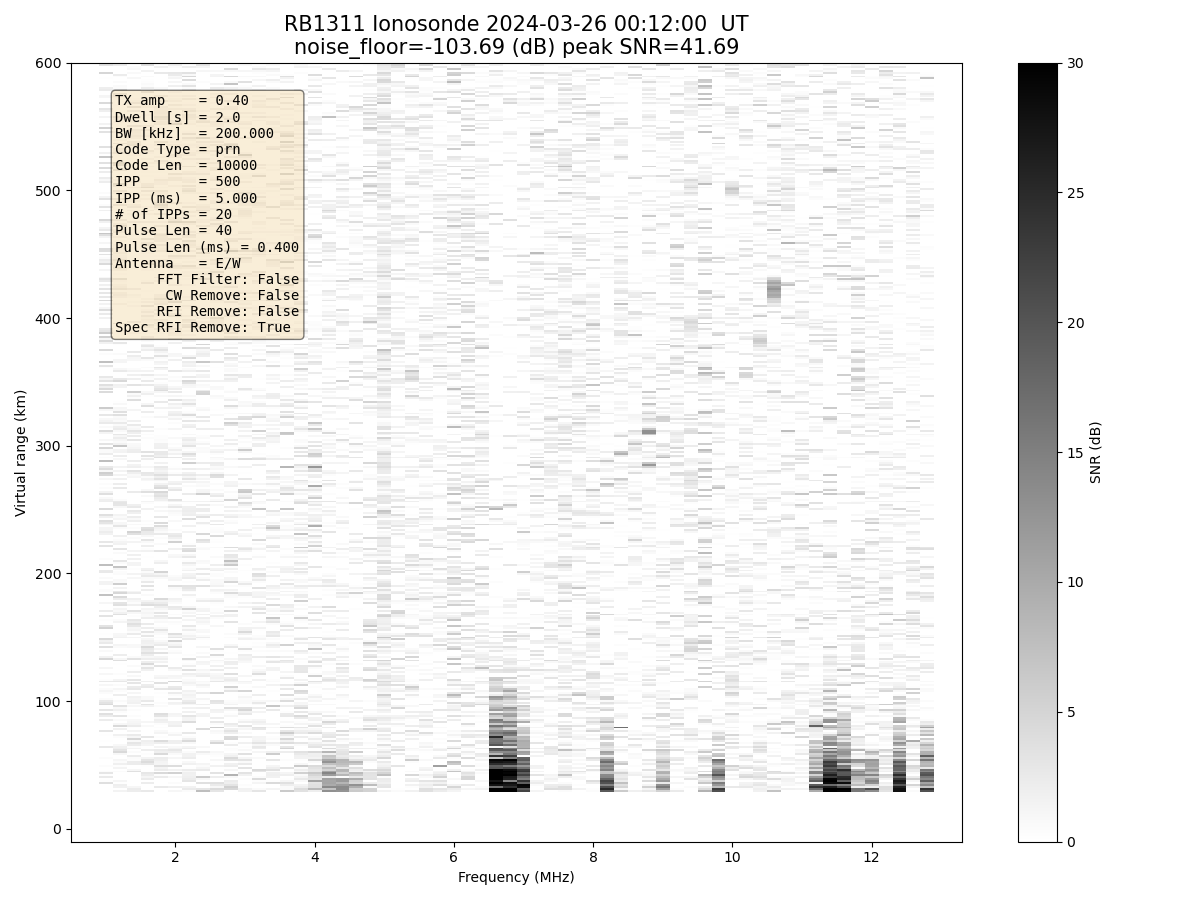 RB1311 Ionosonde 2024-03-26 00:12:00  UT
noise_floor=-103.69 (dB) peak SNR=41.69
TX amp    = 0.40
Dwell [s] = 2.0
BW [kHz]  = 200.000
Code Type = prn
Code Len  = 10000
IPP       = 500
IPP (ms)  = 5.000
# of IPPs = 20
Pulse Len = 40
Pulse Len (ms) = 0.400
Antenna   = E/W
FFT Filter: False
CW Remove: False
RFI Remove: False
Spec RFI Remove: True
600
500
400
300
200
100
0
Virtual range (km)
2
4
6
8
10
12
Frequency (MHz)
30
25
20
15
10
5
0
SNR (dB)